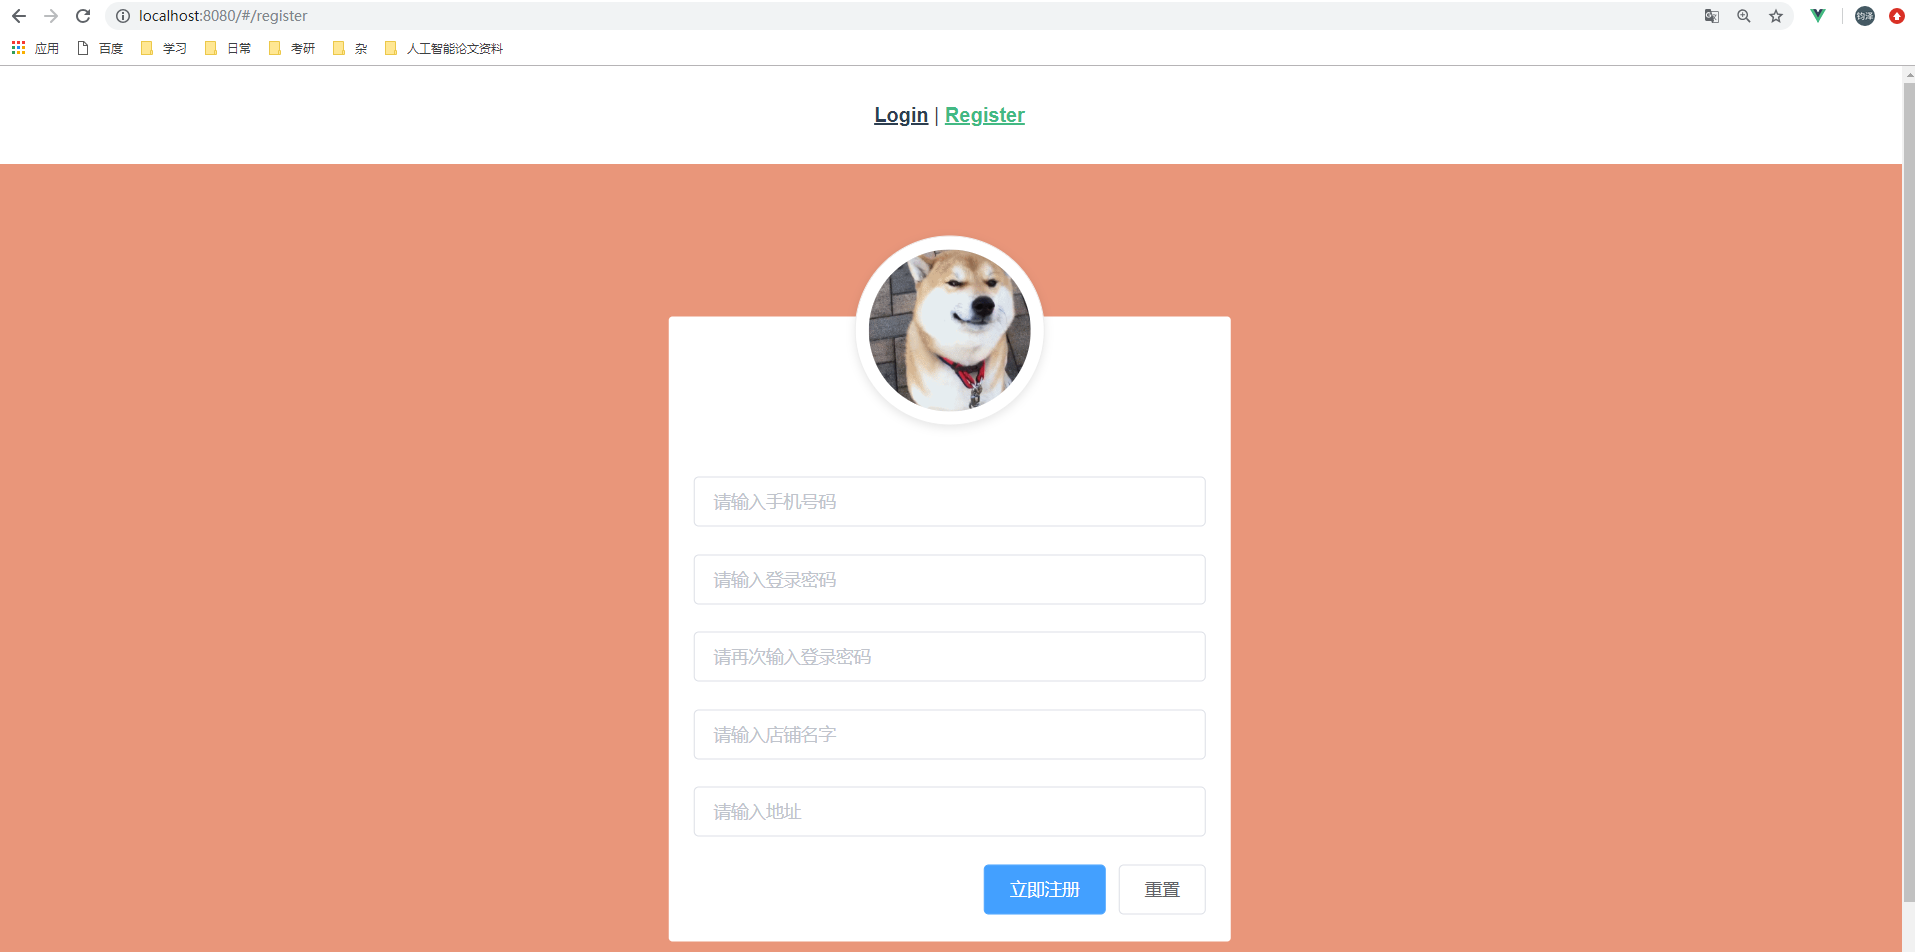 localhost:8080/#/register
钧泽
应用 百度 学习 日常 考研 杂 人工智能论文资料
Login | Register
请输入手机号码
请输入登录密码
请再次输入登录密码
请输入店铺名字
请输入地址
立即注册 重置